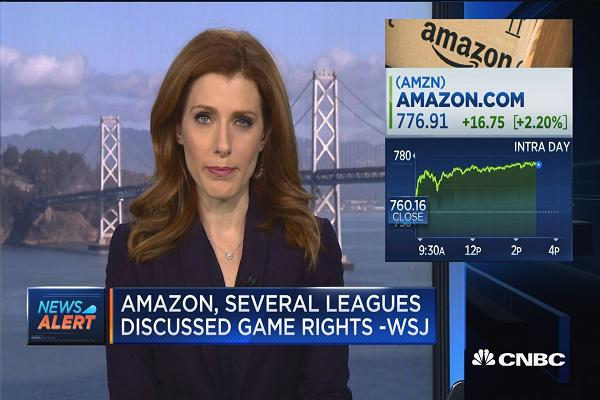 amazon
(AMZN)
AMAZON.COM
776.91 +16.75 [+2.20%]
INTRA DAY
780
760.16
CLOSE
9:30A 12P 2P 4P
NEWS
ALERT
AMAZON, SEVERAL LEAGUES
DISCUSSED GAME RIGHTS -WSJ
CNBC